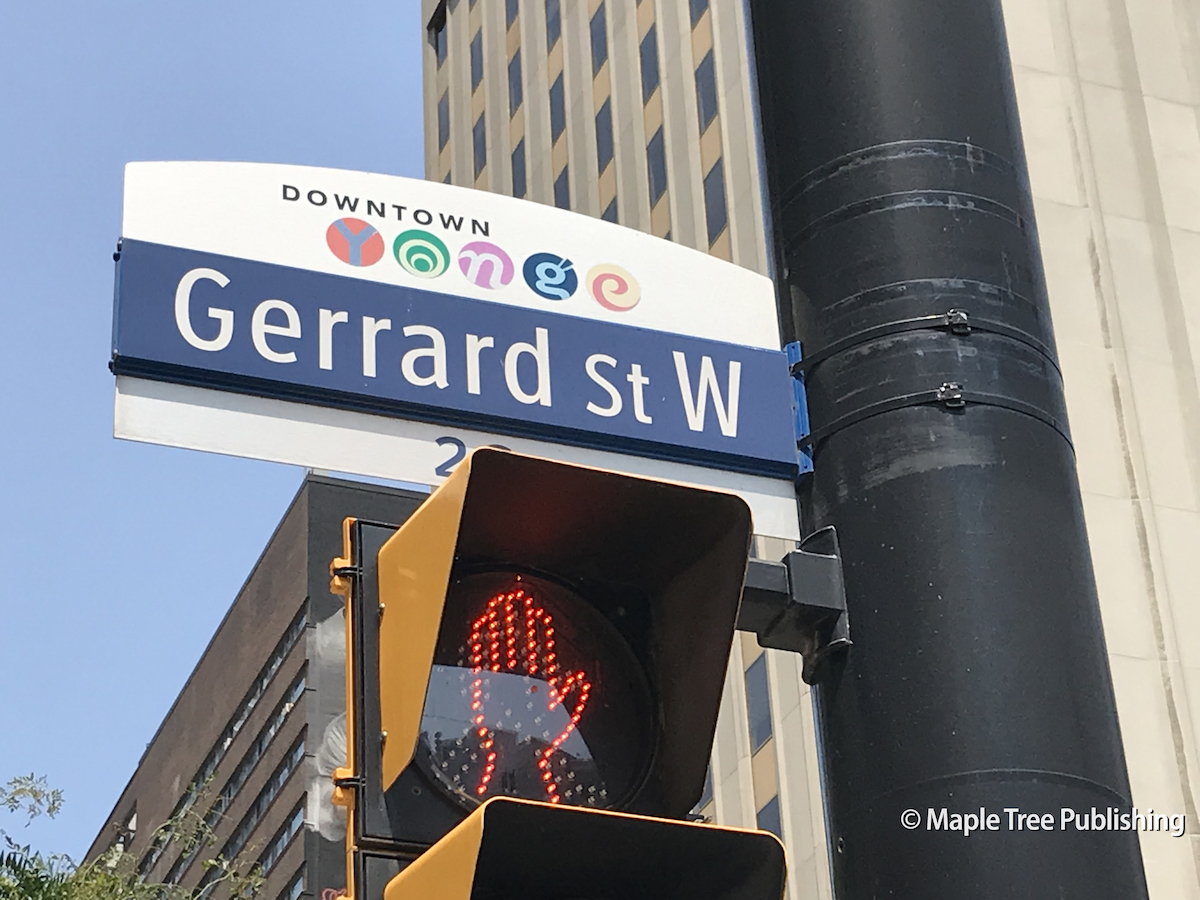 DOWNTOWN
Yonge
Gerrard St W
© Maple Tree Publishing